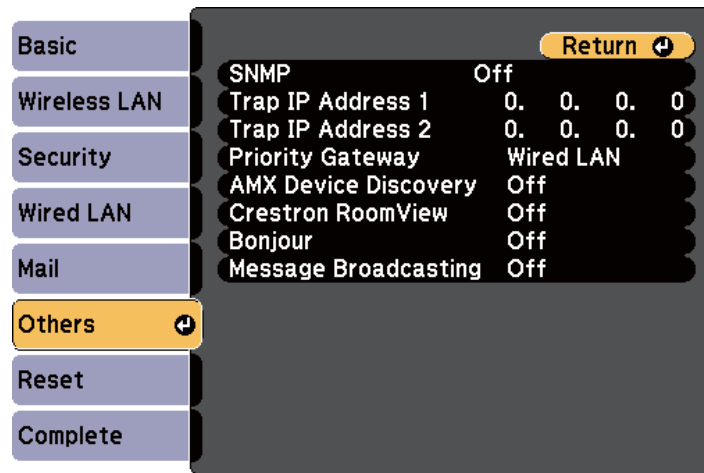 Basic
Wireless LAN
Security
Wired LAN
Mail
Others
Reset
Complete
Return
SNMP Off
Trap IP Address 1 0. 0. 0. 0
Trap IP Address 2 0. 0. 0. 0
Priority Gateway Wired LAN
AMX Device Discovery Off
Crestron RoomView Off
Bonjour Off
Message Broadcasting Off